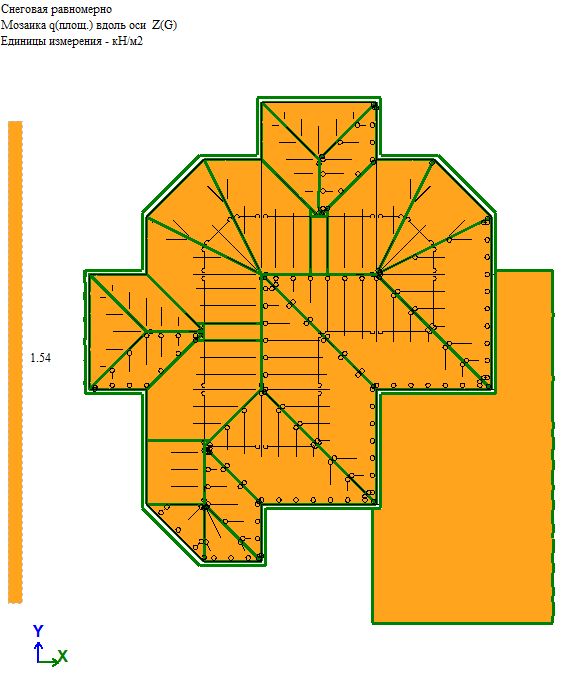 Снеговая равномерно
Мозаика q(площ.) вдоль оси  Z(G)
Единицы измерения - кН/м2
1.54
Y
X